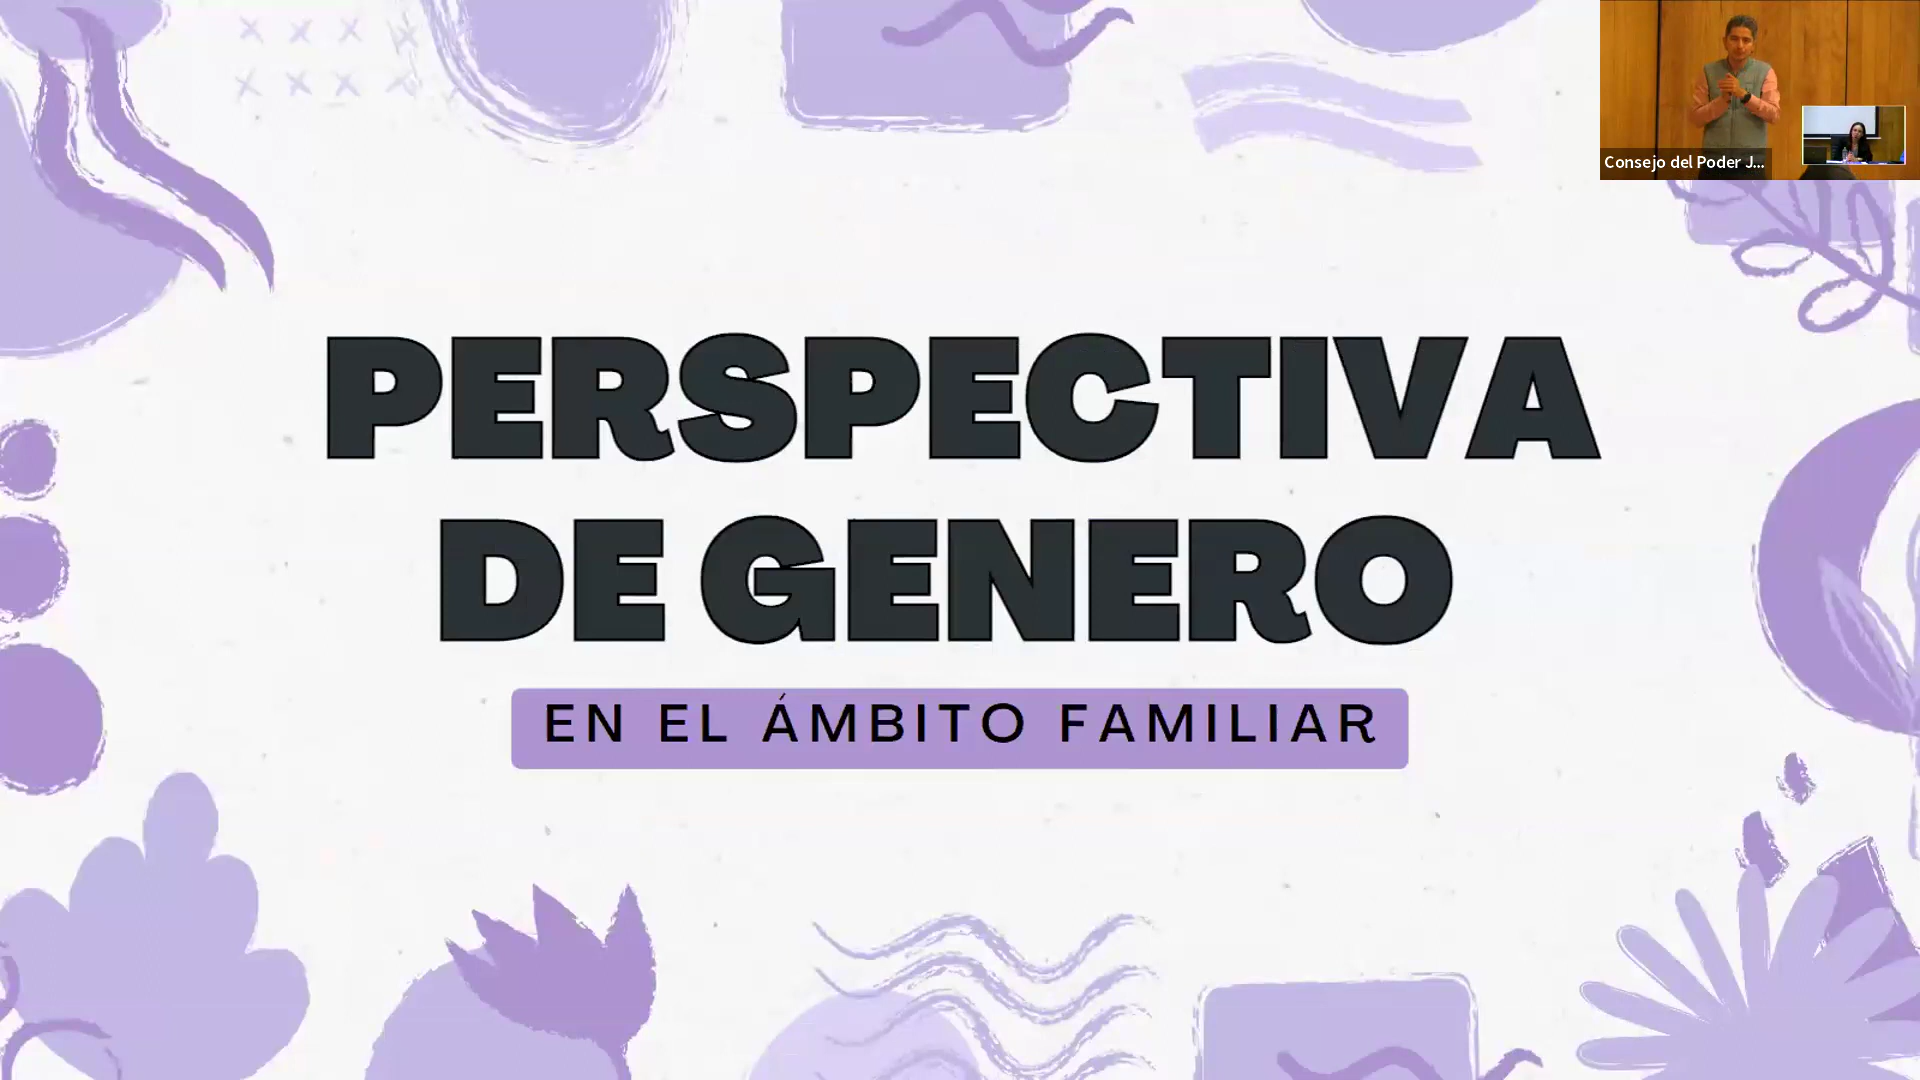 Consejo del Poder J...
PERSPECTIVA
DE GENERO
EN EL ÁMBITO FAMILIAR